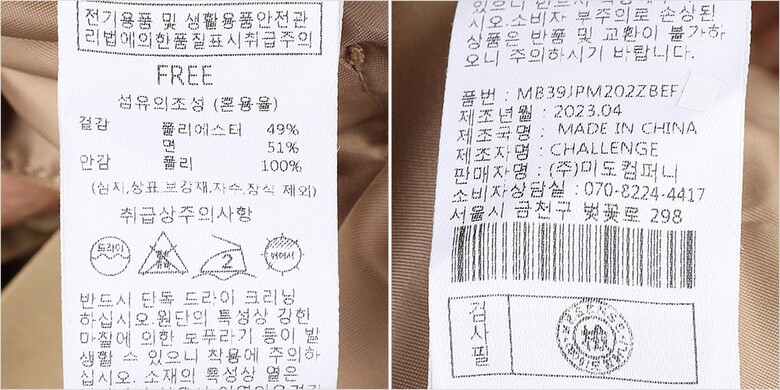 전기용품 및 생활용품안전관
리법에의한품질표시취급주의
FREE
섬유의조성 (혼용율)
겉감 폴리에스터 49%
면 51%
안감 폴리 100%
(심지,상표,보강재,자수,장식 제외)
취급상주의사항
드라이
2
뉘어서
반드시 단독 드라이 크리닝
하십시오.원단의 특성상 강한
마찰에 의한 보푸라기 등이 발
생활 수 있으니 착용에 주의하
십시오. 소재의 특성상 열은
시오.소비자 부주의로 손상된
상품은 반품 및 교환이 불가하
오니 주의하시기 바랍니다.
품번 : MB39JPM202ZBEF
제조년월 : 2023.04
제조국명 : MADE IN CHINA
제조자명 : CHALLENGE
판매자명 : (주)미도컴퍼니
소비자상담실 : 070-8224-4417
서울시 금천구 벚꽃로 298
검사필